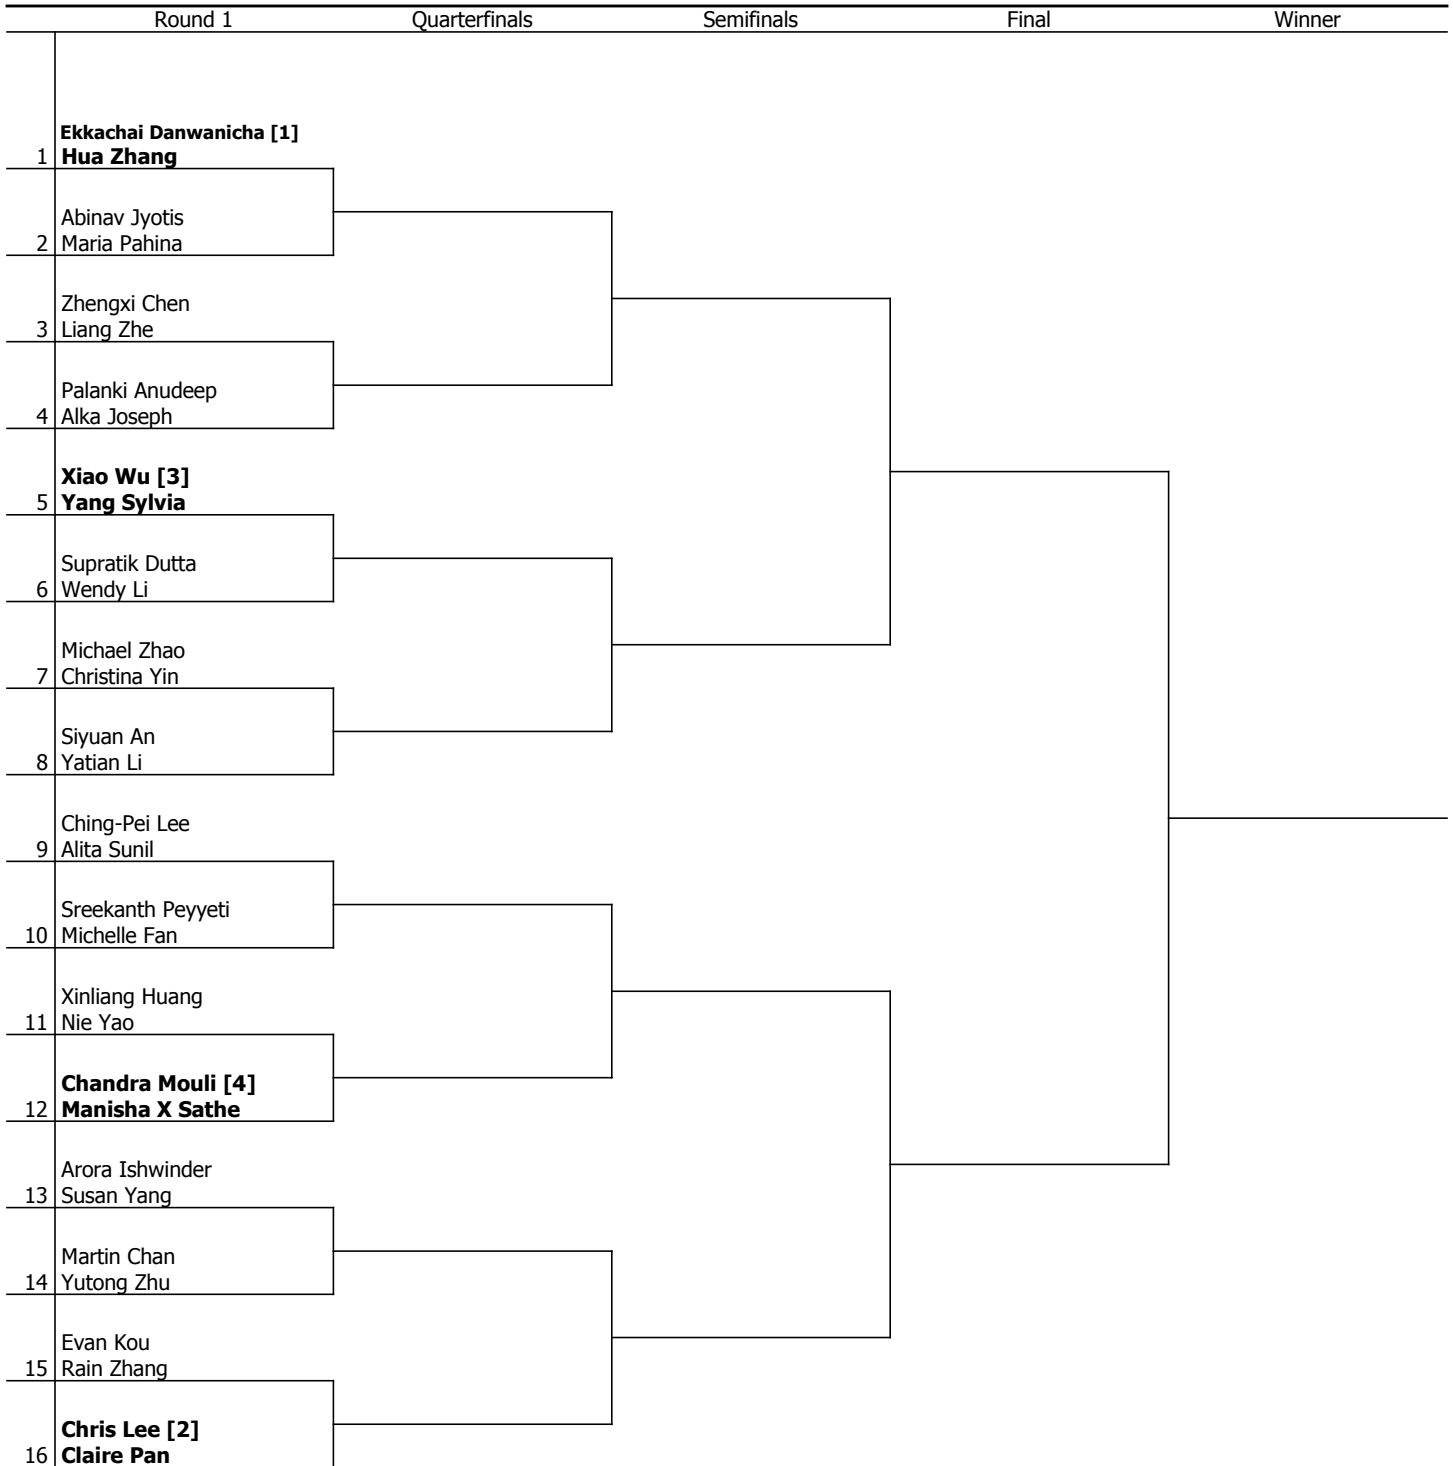 Round 1 Quarterfinals Semifinals Final Winner
Ekkachai Danwanicha [1]
1 Hua Zhang
Abinav Jyotis
2 Maria Pahina
Zhengxi Chen
3 Liang Zhe
Palanki Anudeep
4 Alka Joseph
Xiao Wu [3]
5 Yang Sylvia
Supratik Dutta
6 Wendy Li
Michael Zhao
7 Christina Yin
Siyuan An
8 Yatian Li
Ching-Pei Lee
9 Alita Sunil
Sreekanth Peyyeti
10 Michelle Fan
Xinliang Huang
11 Nie Yao
Chandra Mouli [4]
12 Manisha X Sathe
Arora Ishwinder
13 Susan Yang
Martin Chan
14 Yutong Zhu
Evan Kou
15 Rain Zhang
Chris Lee [2]
16 Claire Pan